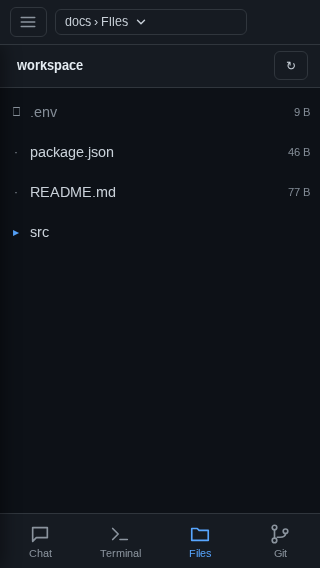 docs › FIles
workspace
.env 9 B
package.json 46 B
README.md 77 B
src
Chat Terminal Files Git